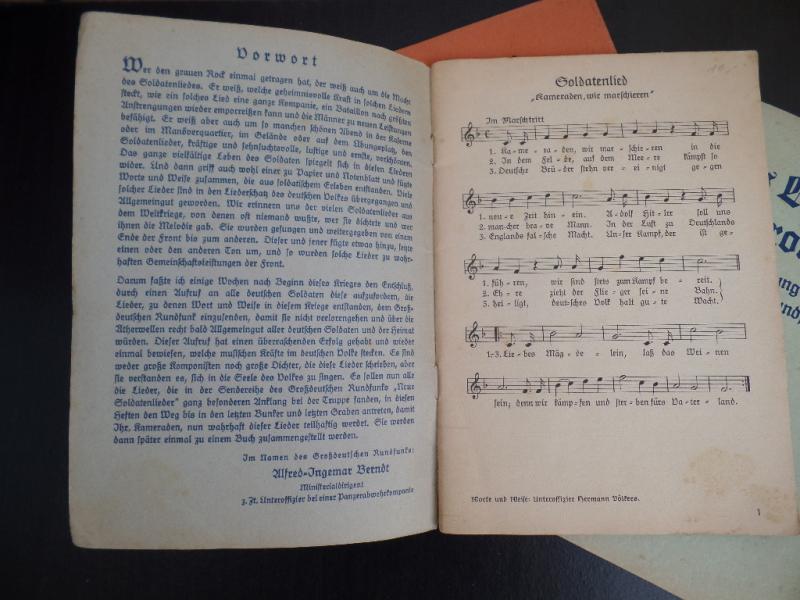 Vorwort
Wer den grauen Rock einmal getragen hat, der weiß auch um die Macht
des Soldatenliedes. Er weiß, welche geheimnisvolle Kraft in solchen Liedern
steckt, wie ein solches Lied eine ganze Kompanie, ein Bataillon nach größten
Anstrengungen wieder emporreißen kann und die Männer zu neuen Leistungen
befähigt. Er weiß aber auch um so manchen schönen Abend in der Kaserne
oder im Manöverquartier, im Gelände oder auf dem Übungsplatz, den
Soldatenlieder, kräftige und sehnsuchtvolle, lustige und ernste, verschönten.
Das ganze vielfältige Leben des Soldaten spiegelt sich in diesen Liedern
wider. Und dann griff auch wohl einer zu Papier und Notenblatt und fügte
Worte und Weise zusammen, die aus soldatischem Erleben entstanden. Viele
solcher Lieder sind in den Liederschatz des deutschen Volkes übergegangen und
Allgemeingut geworden. Wir erinnern uns der vielen Soldatenlieder aus
dem Weltkriege, von denen oft niemand wußte, wer sie dichtete und wer
ihnen die Melodie gab. Sie wurden gesungen und weitergegeben von einem
Ende der Front bis zum anderen. Dieser und jener fügte etwas hinzu, setzte
einen oder den anderen Ton um, und so wurden solche Lieder zu wahr-
haften Gemeinschaftsleistungen der Front.
Darum faßte ich einige Wochen nach Beginn dieses Krieges den Entschluß,
durch einen Aufruf an alle deutschen Soldaten diese aufzufordern, die
Lieder, zu denen Wort und Weise in diesem Kriege entstanden, dem Groß-
deutschen Rundfunk einzusenden, damit sie nicht verlorengehen und über die
Ätherwellen recht bald Allgemeingut aller deutschen Soldaten und der Heimat
würden. Dieser Aufruf hat einen überraschenden Erfolg gehabt und wieder
einmal bewiesen, welche musischen Kräfte im deutschen Volke stecken. Es sind
weder große Komponisten noch große Dichter, die diese Lieder schrieben, aber
sie verstanden es, sich in die Seele des Volkes zu singen. Es sollen nun alle
die Lieder, die in der Sendereihe des Großdeutschen Rundfunks „Neue
Soldatenlieder“ ganz besonderen Anklang bei der Truppe fanden, in diesen
Heften den Weg bis in den letzten Bunker und letzten Graben antreten, damit
Ihr, Kameraden, nun wahrhaft dieser Lieder teilhaftig werdet. Sie werden
dann später einmal zu einem Buch zusammengestellt werden.
Im Namen des Großdeutschen Rundfunks:
Alfred-Ingemar Berndt
Ministerialdirigent
z. Zt. Unteroffizier bei einer Panzerabwehrkompanie
Soldatenlied
„Kameraden, wir marschieren“
Im Marschtritt
1. Ka-me-ra-den, wir mar-schie-ren in die
2. In dem Fel-de, auf dem Mee-re kämpft so
3. Deutsche Brü-der stehn ver-ei-nigt ge-gen
1. neu-e Zeit hin-ein. Adolf Hit-ler soll uns
2. mancher brave Mann. In der Luft zu Deutschlands
3. Englands fal-sche Macht. Un-ser Kampf, der ist ge-
1. füh-ren, wir sind stets zum Kampf be-reit.
2. Eh-re zieht der Flie-ger sei-ne Bahn.
3. hei-ligt, deut-sches Volk halt gu-te Wacht.
1.-3. Lie-bes Mäg-de-lein, laß das Wei-nen
sein; denn wir kämp-fen und ster-ben fürs Va-ter-land.
Worte und Weise: Unteroffizier Hermann Völkers.
1